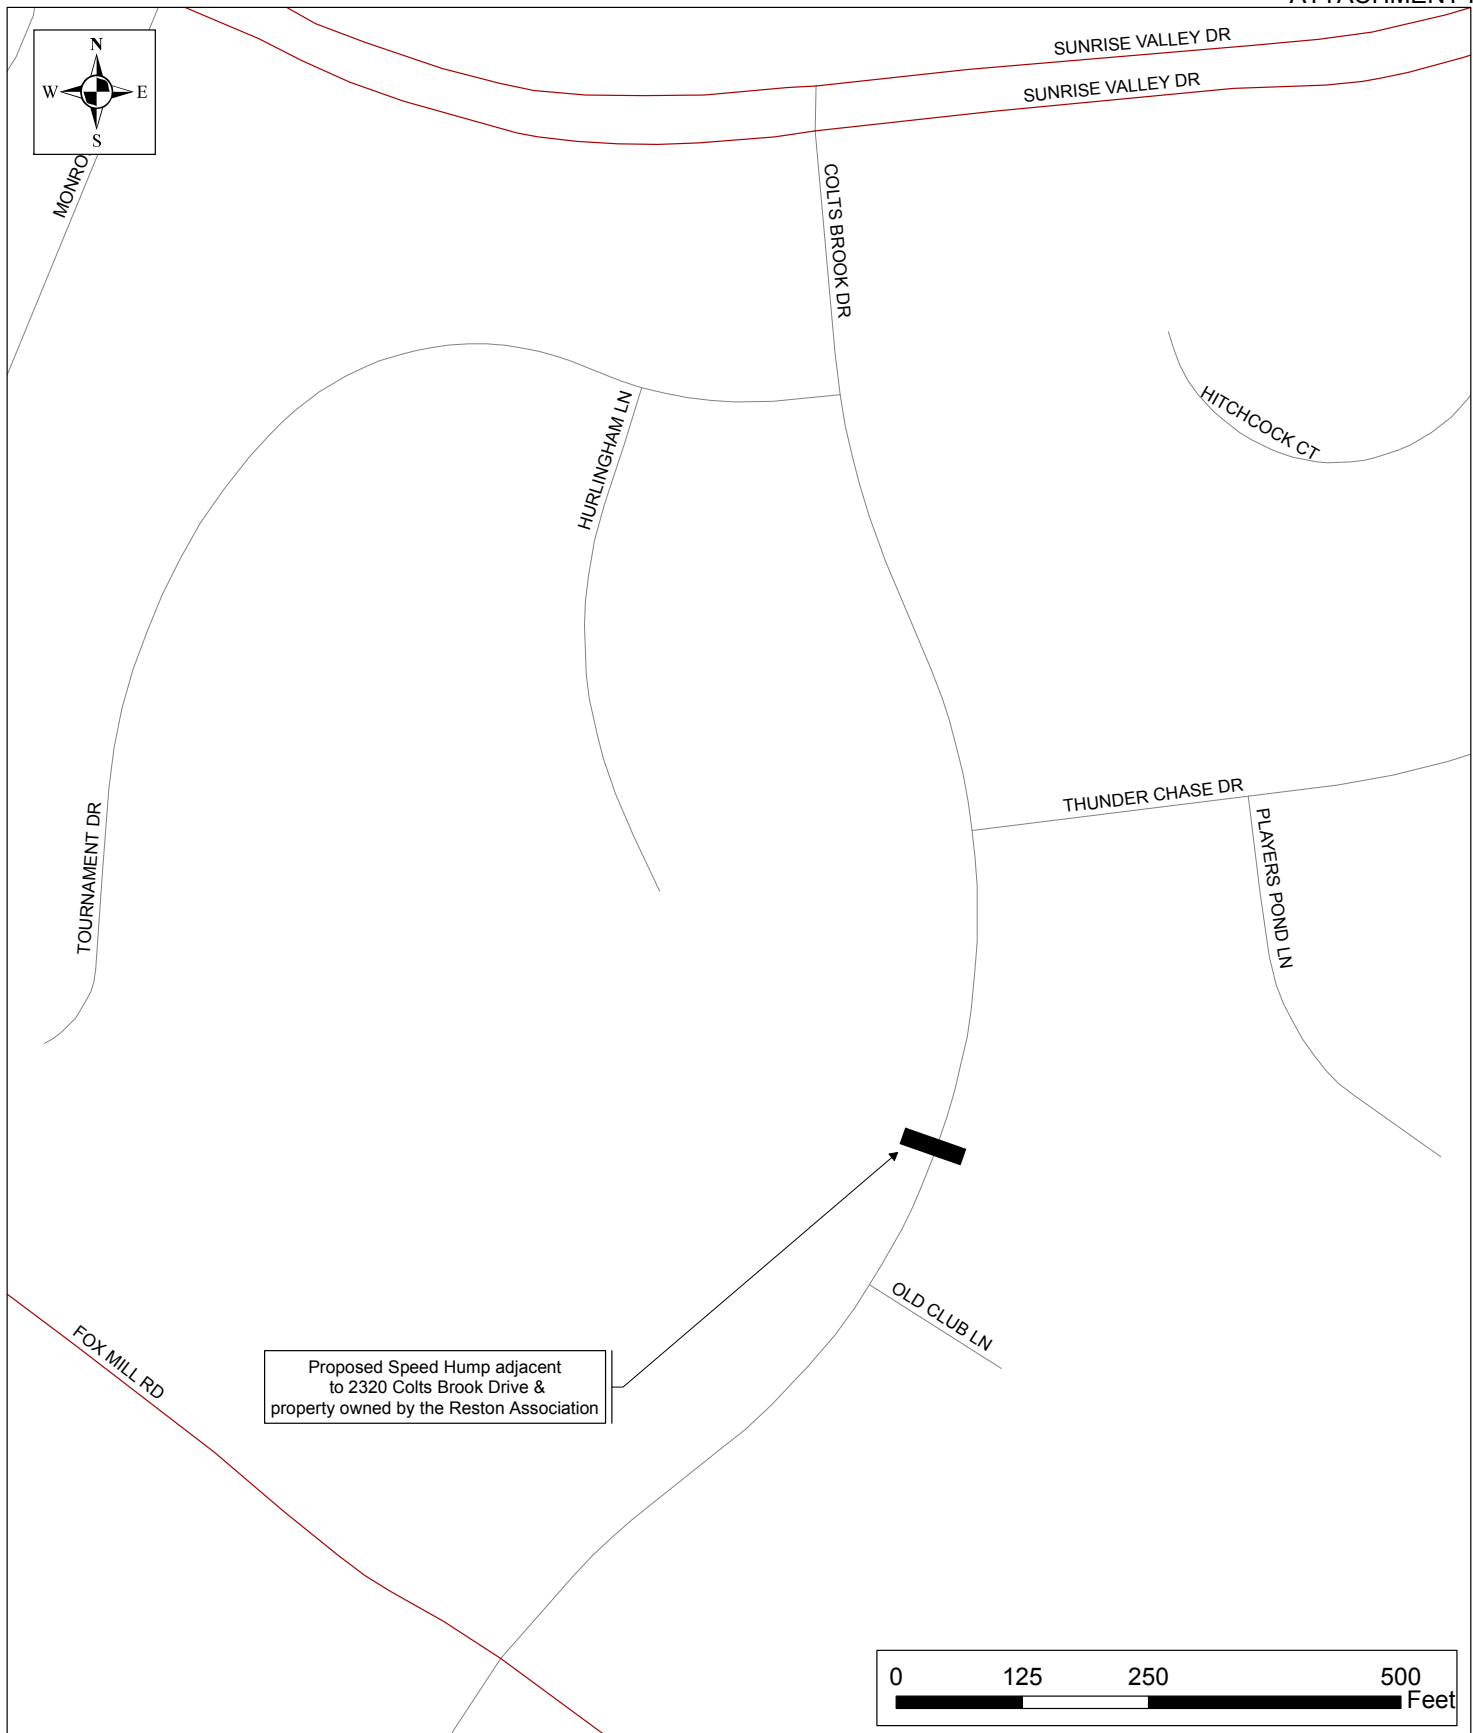 SUNRISE VALLEY DR
N
W E
S
SUNRISE VALLEY DR
COLTS BROOK DR
HITCHCOCK CT
HURLINGHAM LN
THUNDER CHASE DR
TOURNAMENT DR
PLAYERS POND LN
OLD CLUB LN
FOX MILL RD
Proposed Speed Hump adjacent
to 2320 Colts Brook Drive &
property owned by the Reston Association
0 125 250 500
Feet